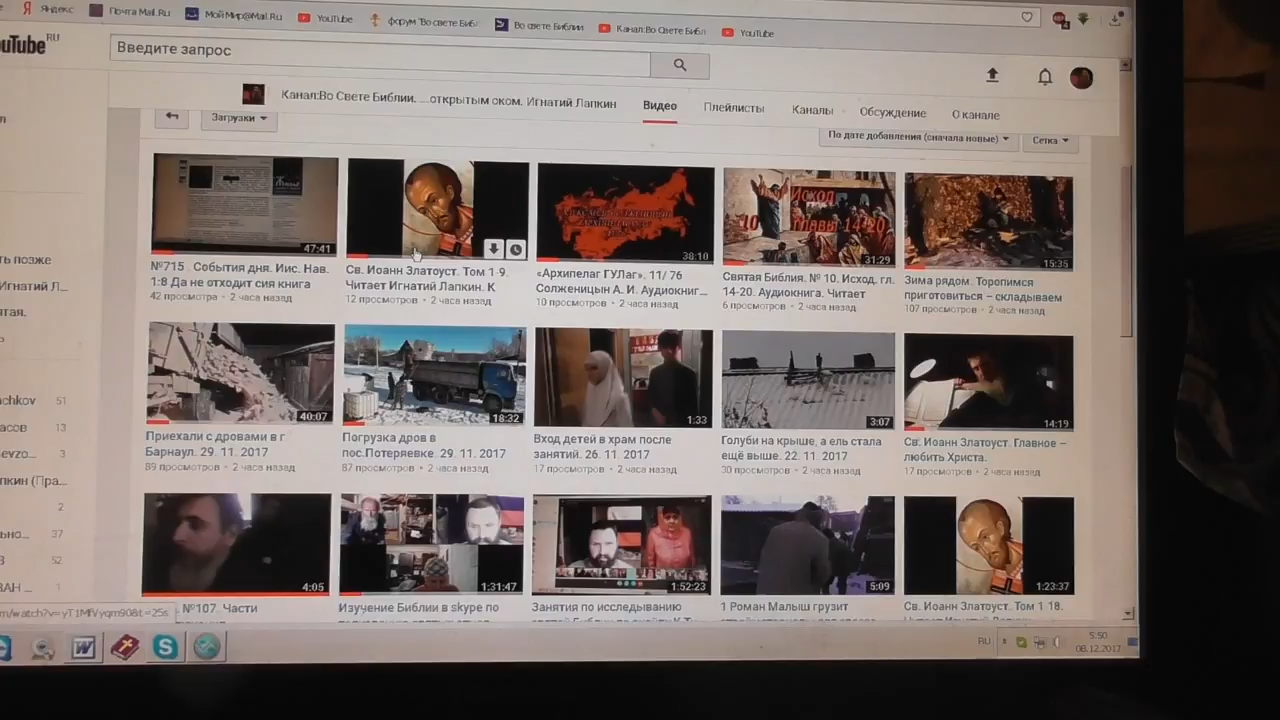 Яндекс
Почта Mail.Ru
Мой Мир@Mail.Ru
YouTube
форум "Во свете Биб
Во свете Библии
Канал:Во Свете Библ
YouTube
ouTube RU
Введите запрос
Канал:Во Свете Библии. ...открытым оком. Игнатий Лапкин
Видео
Плейлисты
Каналы
Обсуждение
О канале
Загрузки
По дате добавления (сначала новые)
Сетка
Исход
10 главы 14-20
47:41
38:10
31:29
15:35
№715 . События дня. Иис. Нав.
1:8 Да не отходит сия книга
42 просмотра • 2 часа назад
Св. Иоанн Златоуст. Том 1-9.
Читает Игнатий Лапкин. К
12 просмотров • 2 часа назад
«Архипелаг ГУЛаг». 11/ 76
Солженицын А. И. Аудиокниг...
10 просмотров • 2 часа назад
Святая Библия. № 10. Исход. гл.
14-20. Аудиокнига. Читает
6 просмотров • 2 часа назад
Зима рядом. Торопимся
приготовиться – складываем
107 просмотров • 2 часа назад
40:07
18:32
1:33
3:07
14:19
Приехали с дровами в г
Барнаул. 29. 11. 2017
89 просмотров • 2 часа назад
Погрузка дров в
пос.Потеряевке. 29. 11. 2017
87 просмотров • 2 часа назад
Вход детей в храм после
занятий. 26. 11. 2017
17 просмотров • 2 часа назад
Голуби на крыше, а ель стала
ещё выше. 22. 11. 2017
30 просмотров • 2 часа назад
Св. Иоанн Златоуст. Главное –
любить Христа.
17 просмотров • 2 часа назад
4:05
1:31:47
1:52:23
5:09
1:23:37
№107. Части
Изучение Библии в skype по
Занятия по исследованию
1 Роман Малыш грузит
Св. Иоанн Златоуст. Том 1 18.
ть позже
Игнатий Л...
ятая.
achkov 51
асов 13
evzo... 3
пкин (Пра...
2
ьно... 37
В 52
ВАН ... 1
m/watch?v=yT1MfVyqm90&t=25s
RU
5:50
08.12.2017